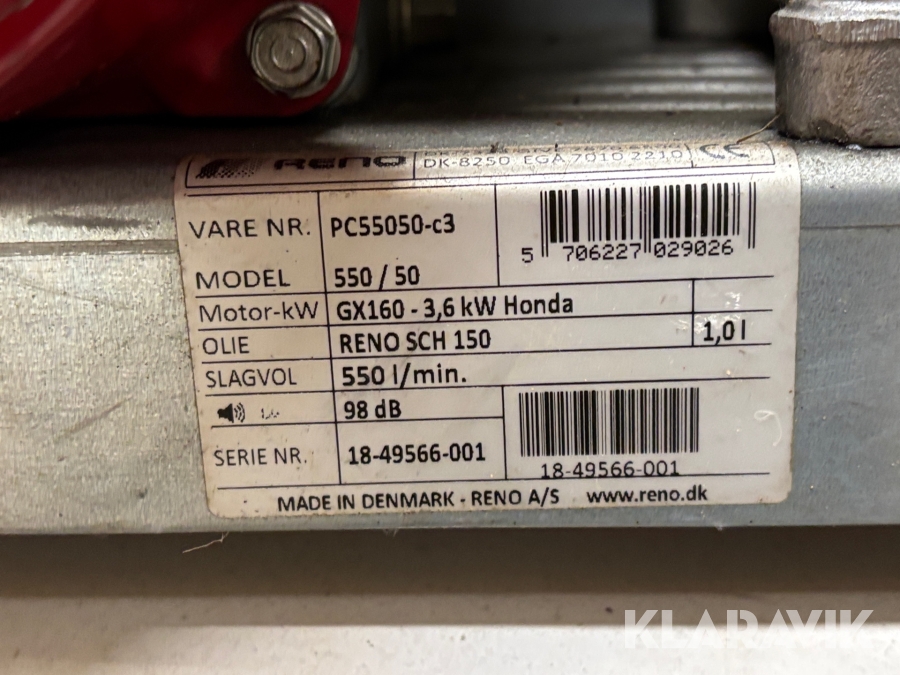 RENO
DK-8250 EGÅ 7010 2210 CE
VARE NR. PC55050-c3
5 706227 029026
MODEL 550 / 50
Motor-kW GX160 - 3,6 kW Honda
OLIE RENO SCH 150 1,0 l
SLAGVOL 550 l/min.
98 dB
SERIE NR. 18-49566-001
18-49566-001
MADE IN DENMARK - RENO A/S www.reno.dk
KLARAVIK